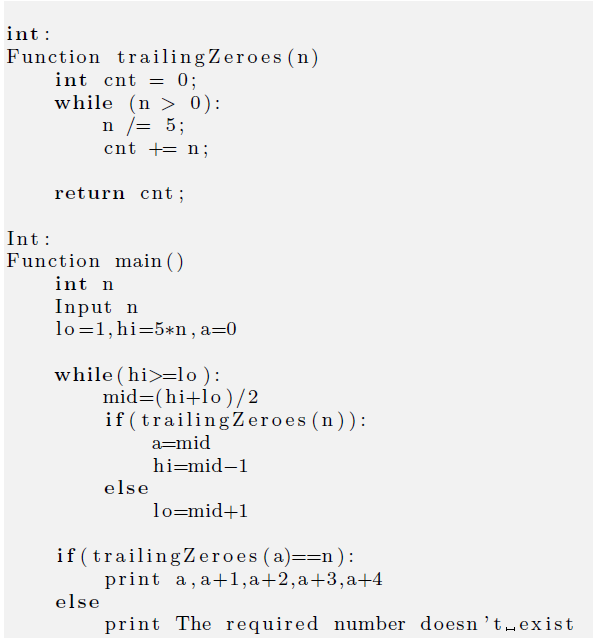 int:
Function trailingZeroes(n)
    int cnt = 0;
    while (n > 0):
        n /= 5;
        cnt += n;
    return cnt;
Int:
Function main()
    int n
    Input n
    lo=1,hi=5*n,a=0
    while(hi>=lo):
        mid=(hi+lo)/2
        if(trailingZeroes(n)):
            a=mid
            hi=mid−1
        else
            lo=mid+1
    if(trailingZeroes(a)==n):
        print a,a+1,a+2,a+3,a+4
    else
        print The required number doesn't␣exist